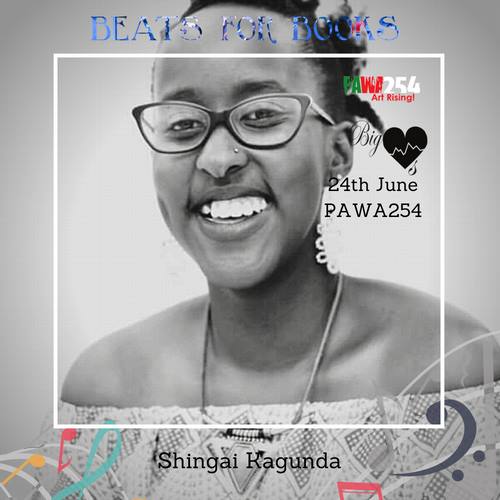 BEATS FOR BOOKS
PAWA254
Art Rising!
Big
s
24th June
PAWA254
Shingai Kagunda